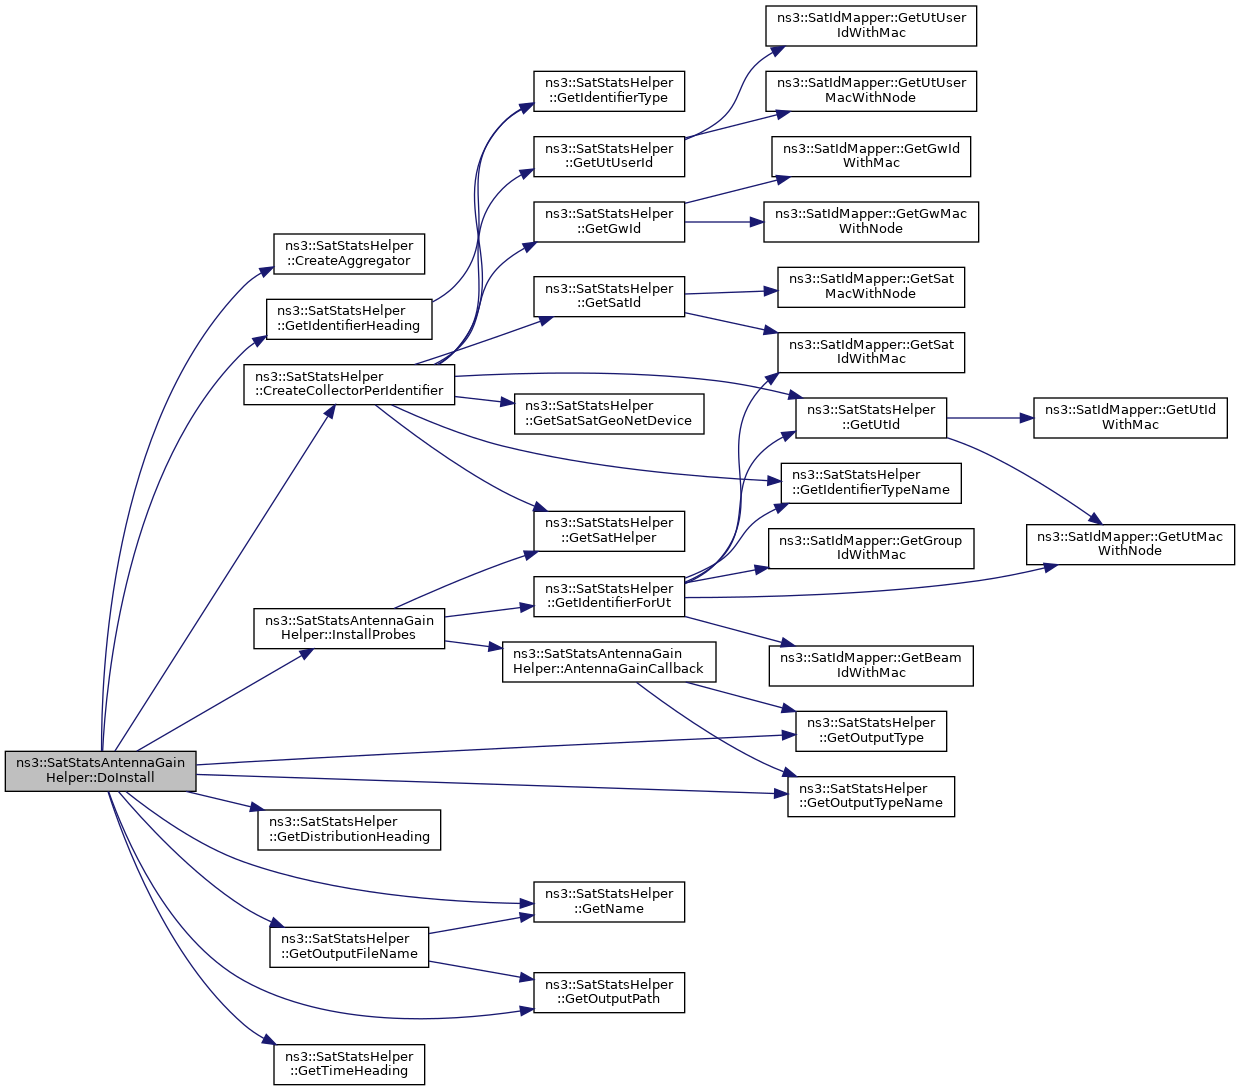 ns3::SatIdMapper::GetUtUser
IdWithMac
ns3::SatStatsHelper
::GetIdentifierType
ns3::SatIdMapper::GetUtUser
MacWithNode
ns3::SatStatsHelper
::GetUtUserId
ns3::SatIdMapper::GetGwId
WithMac
ns3::SatStatsHelper
::GetGwId
ns3::SatIdMapper::GetGwMac
WithNode
ns3::SatStatsHelper
::CreateAggregator
ns3::SatStatsHelper
::GetSatId
ns3::SatIdMapper::GetSat
MacWithNode
ns3::SatStatsHelper
::GetIdentifierHeading
ns3::SatIdMapper::GetSat
IdWithMac
ns3::SatStatsHelper
::CreateCollectorPerIdentifier
ns3::SatStatsHelper
::GetSatSatGeoNetDevice
ns3::SatStatsHelper
::GetUtId
ns3::SatIdMapper::GetUtId
WithMac
ns3::SatStatsHelper
::GetIdentifierTypeName
ns3::SatStatsHelper
::GetSatHelper
ns3::SatIdMapper::GetGroup
IdWithMac
ns3::SatIdMapper::GetUtMac
WithNode
ns3::SatStatsHelper
::GetIdentifierForUt
ns3::SatStatsAntennaGain
Helper::InstallProbes
ns3::SatStatsAntennaGain
Helper::AntennaGainCallback
ns3::SatIdMapper::GetBeam
IdWithMac
ns3::SatStatsHelper
::GetOutputType
ns3::SatStatsAntennaGain
Helper::DoInstall
ns3::SatStatsHelper
::GetOutputTypeName
ns3::SatStatsHelper
::GetDistributionHeading
ns3::SatStatsHelper
::GetName
ns3::SatStatsHelper
::GetOutputFileName
ns3::SatStatsHelper
::GetOutputPath
ns3::SatStatsHelper
::GetTimeHeading